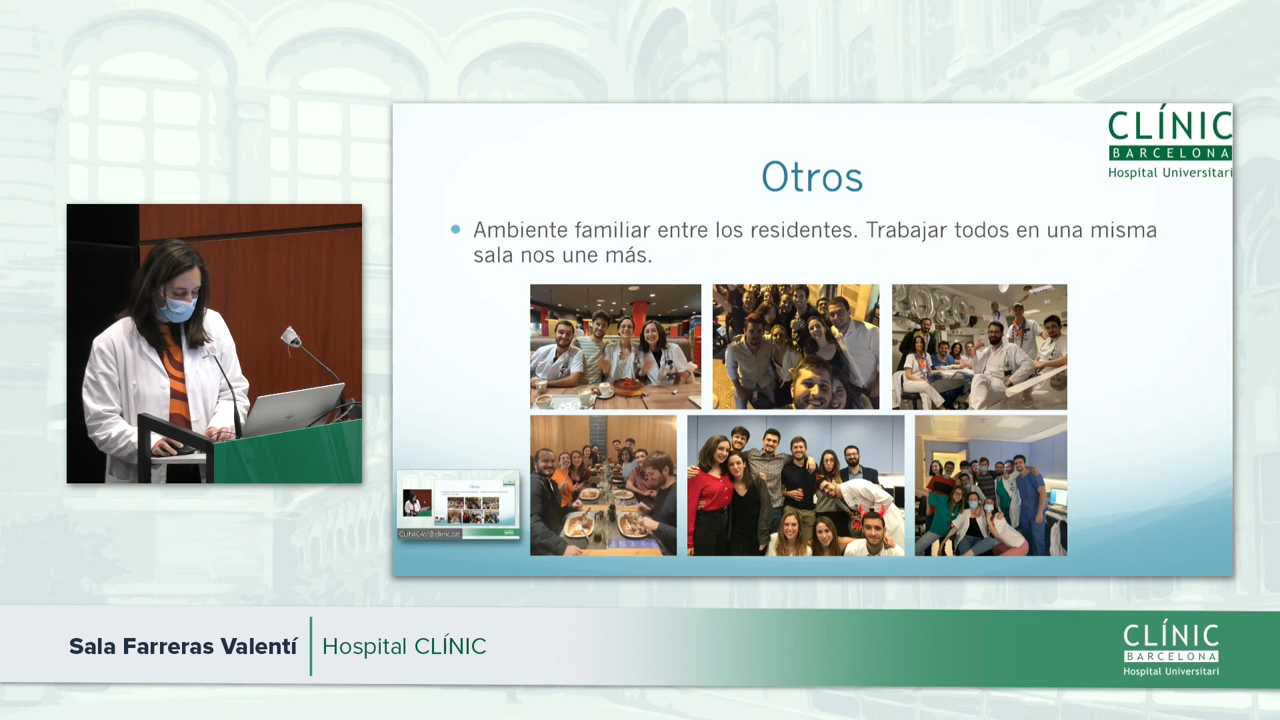 CLÍNIC
BARCELONA
Hospital Universitari
Otros
• Ambiente familiar entre los residentes. Trabajar todos en una misma
sala nos une más.
Otros
CLINICAV@clinic.cat
Sala Farreras Valentí
Hospital CLÍNIC
CLÍNIC
BARCELONA
Hospital Universitari